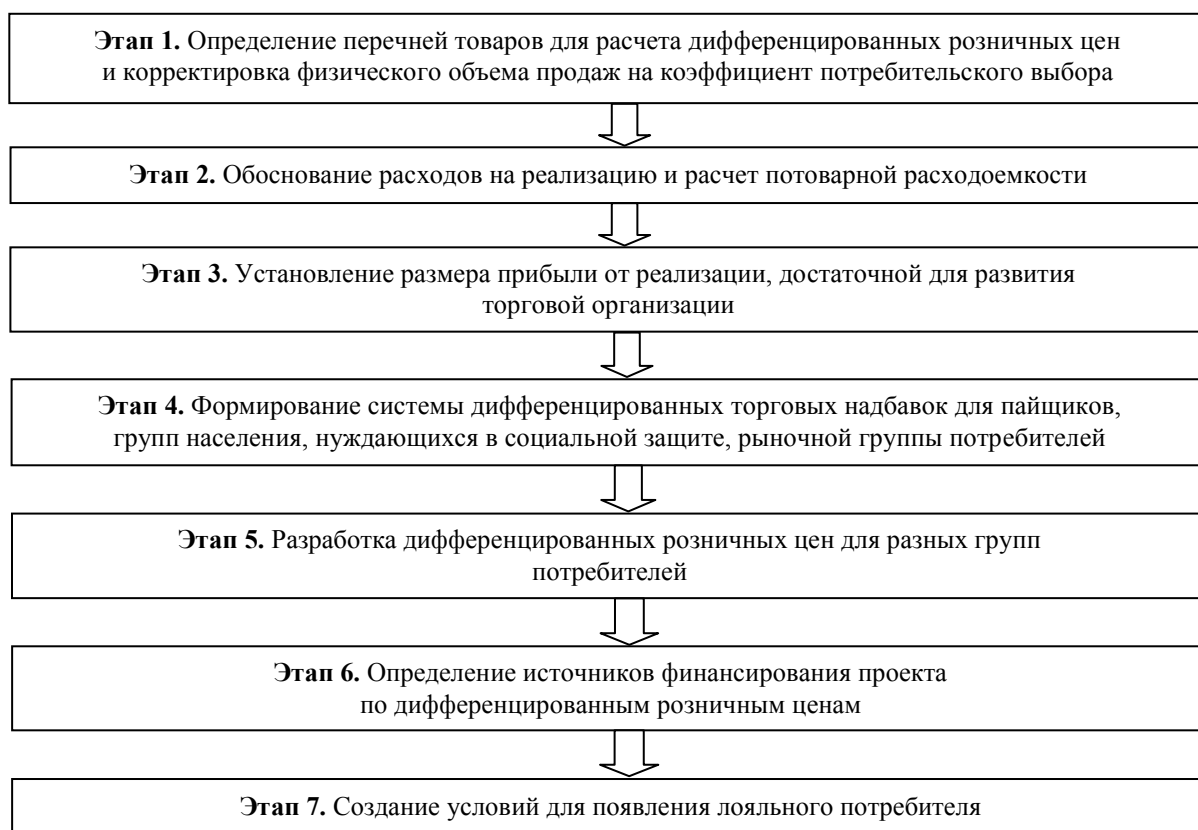 Этап 1. Определение перечней товаров для расчета дифференцированных розничных цен
и корректировка физического объема продаж на коэффициент потребительского выбора
Этап 2. Обоснование расходов на реализацию и расчет потоварной расходоемкости
Этап 3. Установление размера прибыли от реализации, достаточной для развития
торговой организации
Этап 4. Формирование системы дифференцированных торговых надбавок для пайщиков,
групп населения, нуждающихся в социальной защите, рыночной группы потребителей
Этап 5. Разработка дифференцированных розничных цен для разных групп
потребителей
Этап 6. Определение источников финансирования проекта
по дифференцированным розничным ценам
Этап 7. Создание условий для появления лояльного потребителя